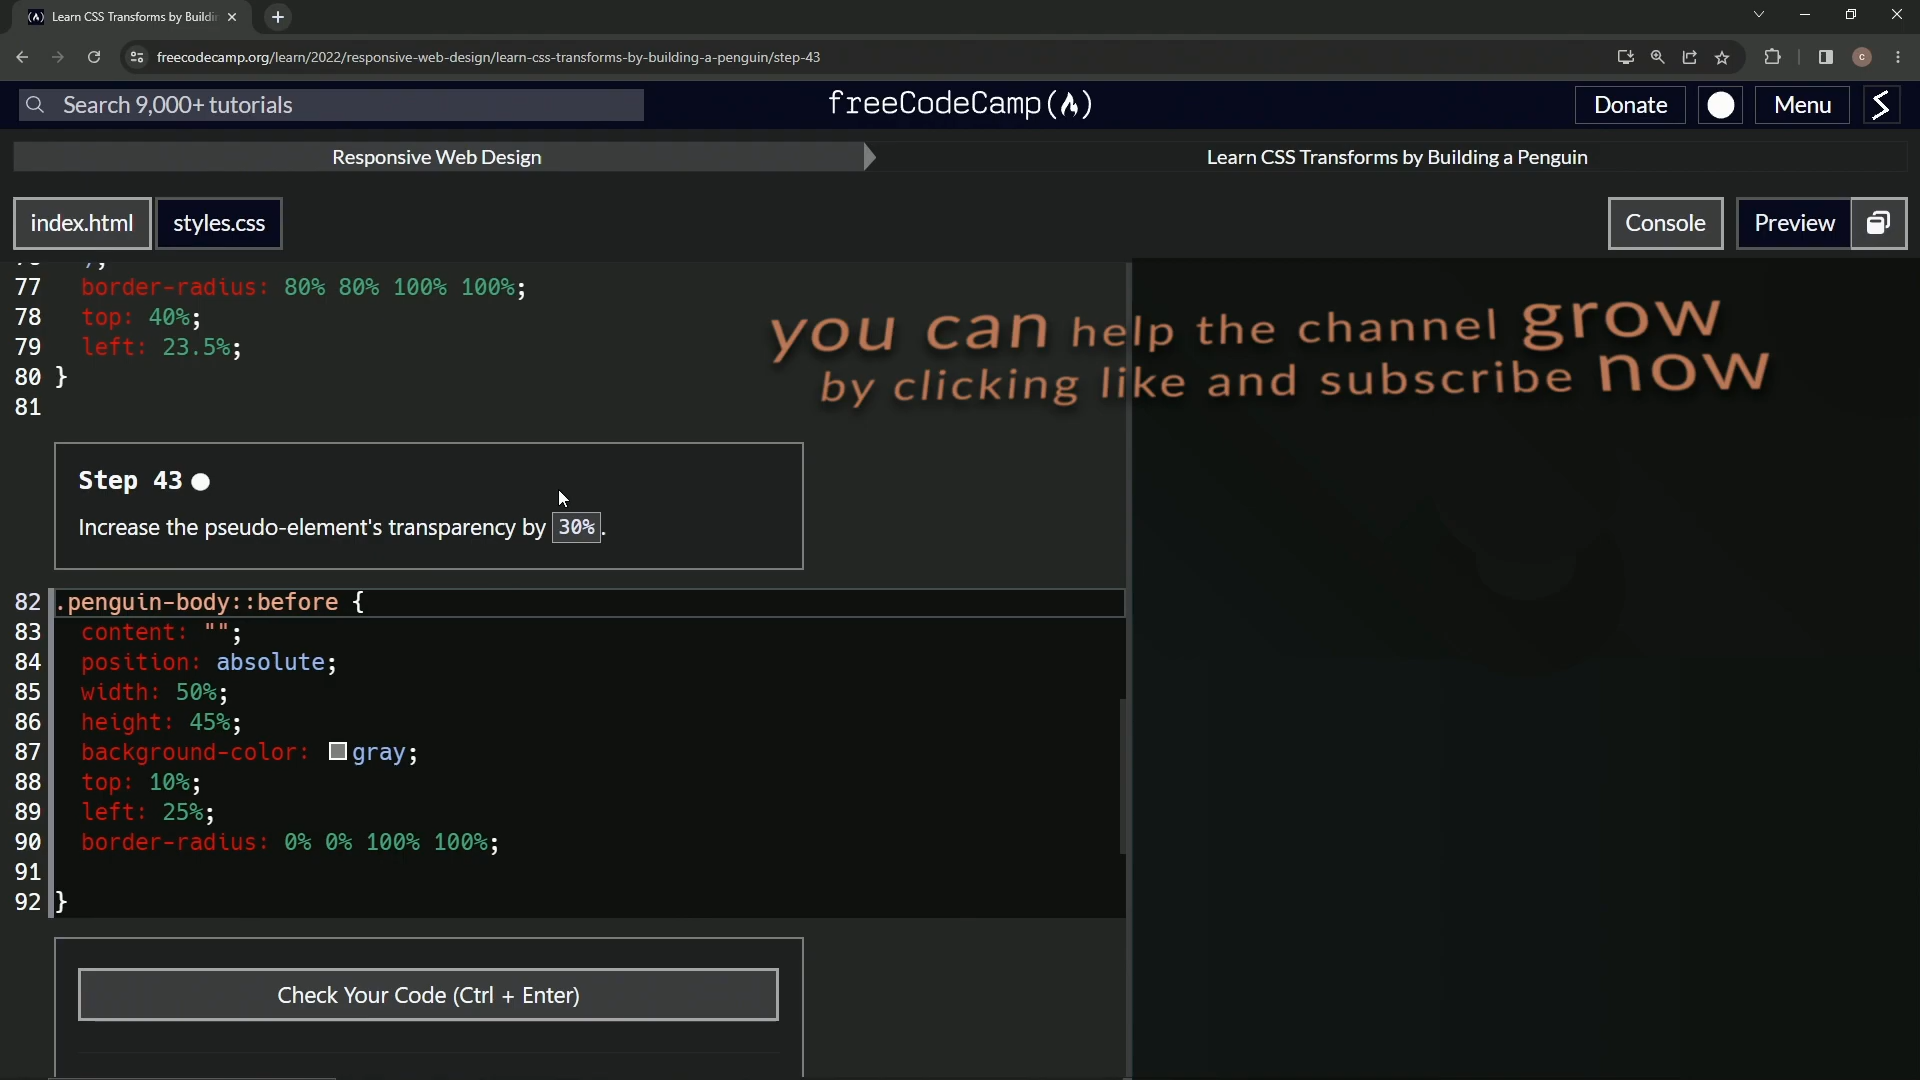 Learn CSS Transforms by Buildin
freecodecamp.org/learn/2022/responsive-web-design/learn-css-transforms-by-building-a-penguin/step-43
C
Search 9,000+ tutorials
freeCodeCamp
Donate
Menu
Responsive Web Design
Learn CSS Transforms by Building a Penguin
index.html
styles.css
Console
Preview
77 border-radius: 80% 80% 100% 100%;
78 top: 40%;
79 left: 23.5%;
80 }
81
you can help the channel grow
by clicking like and subscribe now
Step 43
Increase the pseudo-element's transparency by 30%.
82 .penguin-body::before {
83 content: "";
84 position: absolute;
85 width: 50%;
86 height: 45%;
87 background-color: gray;
88 top: 10%;
89 left: 25%;
90 border-radius: 0% 0% 100% 100%;
91
92 }
Check Your Code (Ctrl + Enter)